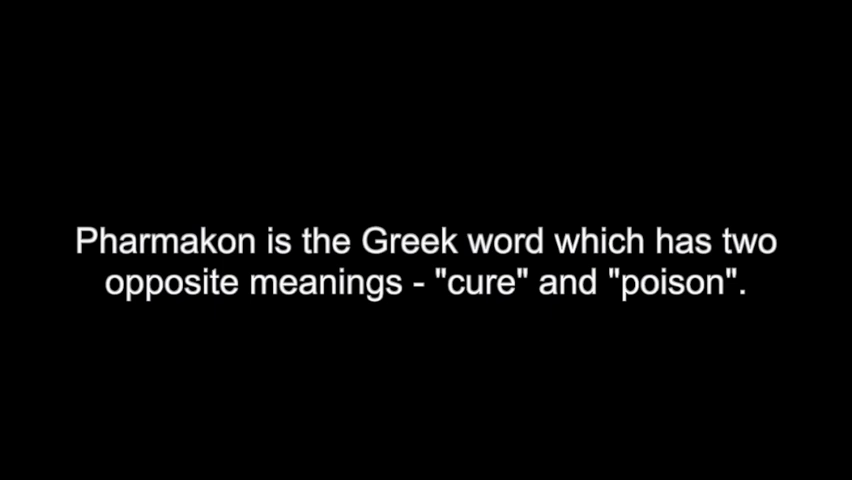 Pharmakon is the Greek word which has two
opposite meanings - "cure" and "poison".